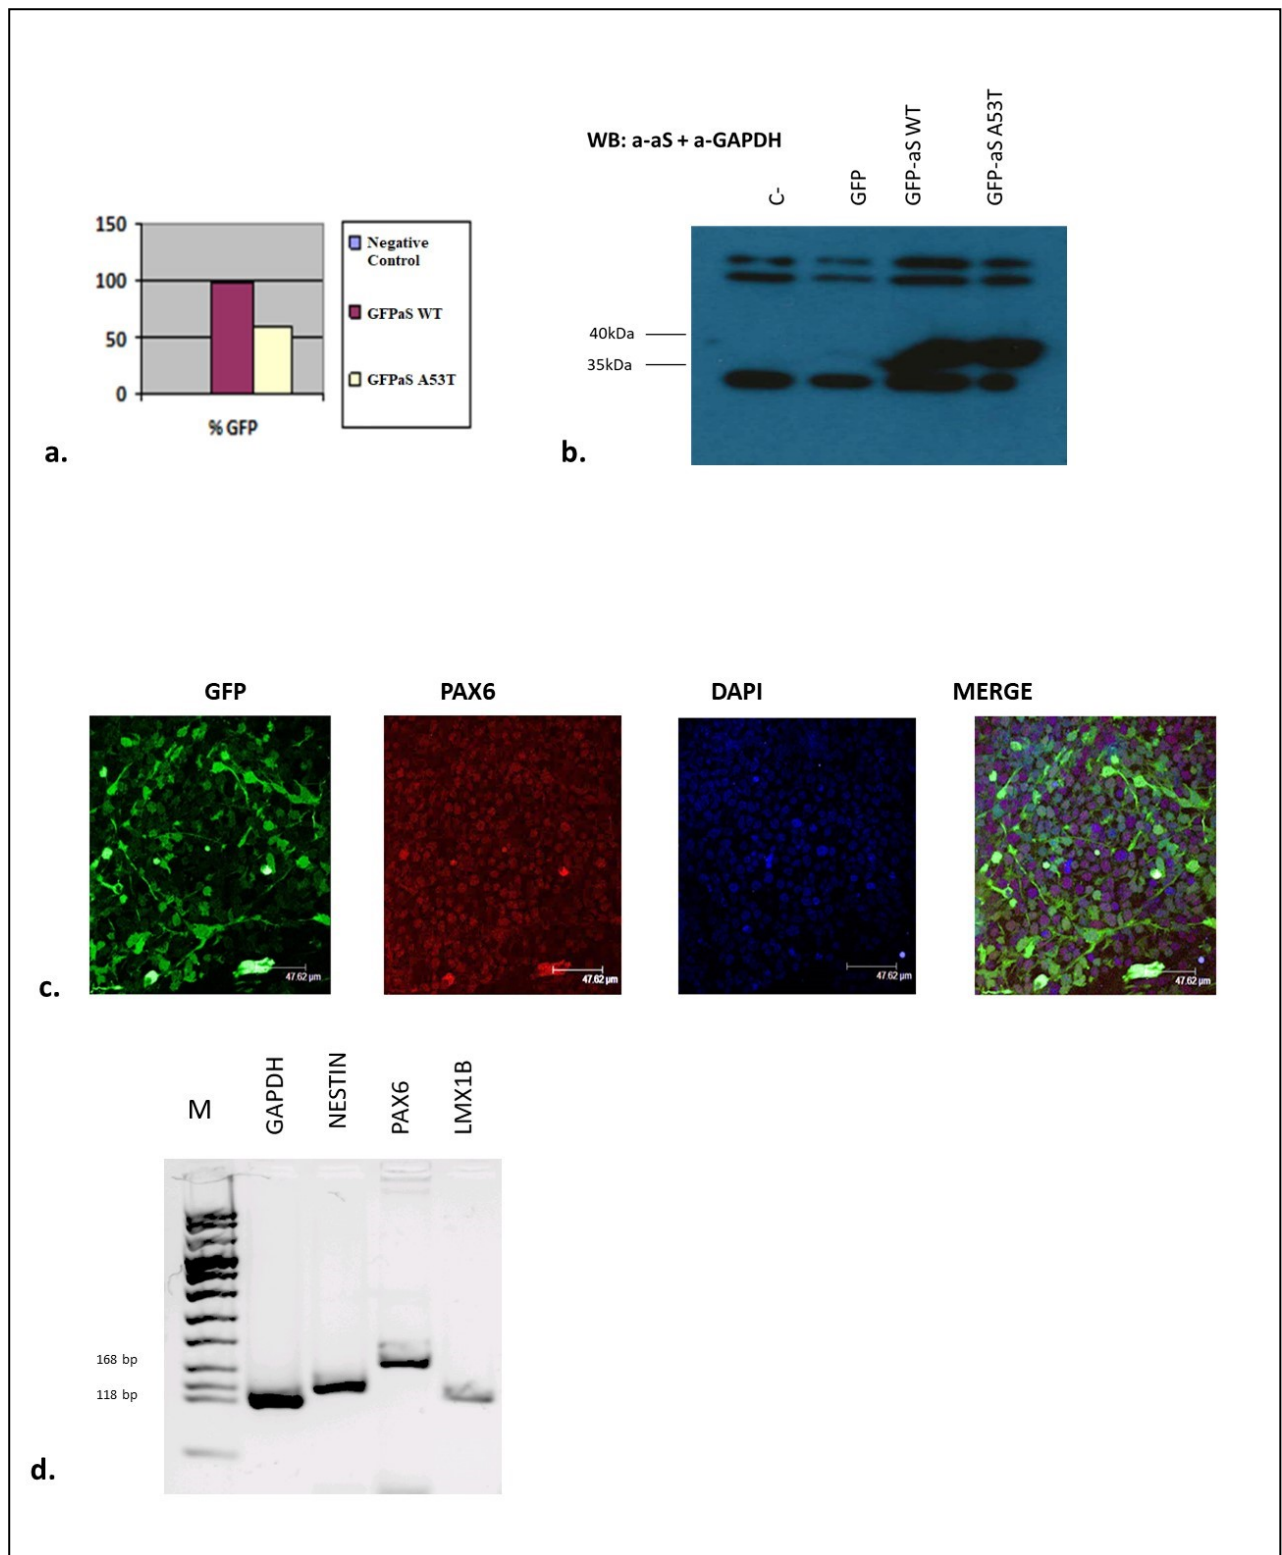 WB: a-aS + a-GAPDH
C-
GFP
GFP-aS WT
GFP-aS A53T
150
100
50
0
% GFP
Negative
Control
GFPaS WT
GFPaS A53T
40kDa
35kDa
a.
b.
GFP
PAX6
DAPI
MERGE
47.62 µm
47.62 µm
47.62 µm
47.62 µm
c.
M
GAPDH
NESTIN
PAX6
LMX1B
168 bp
118 bp
d.